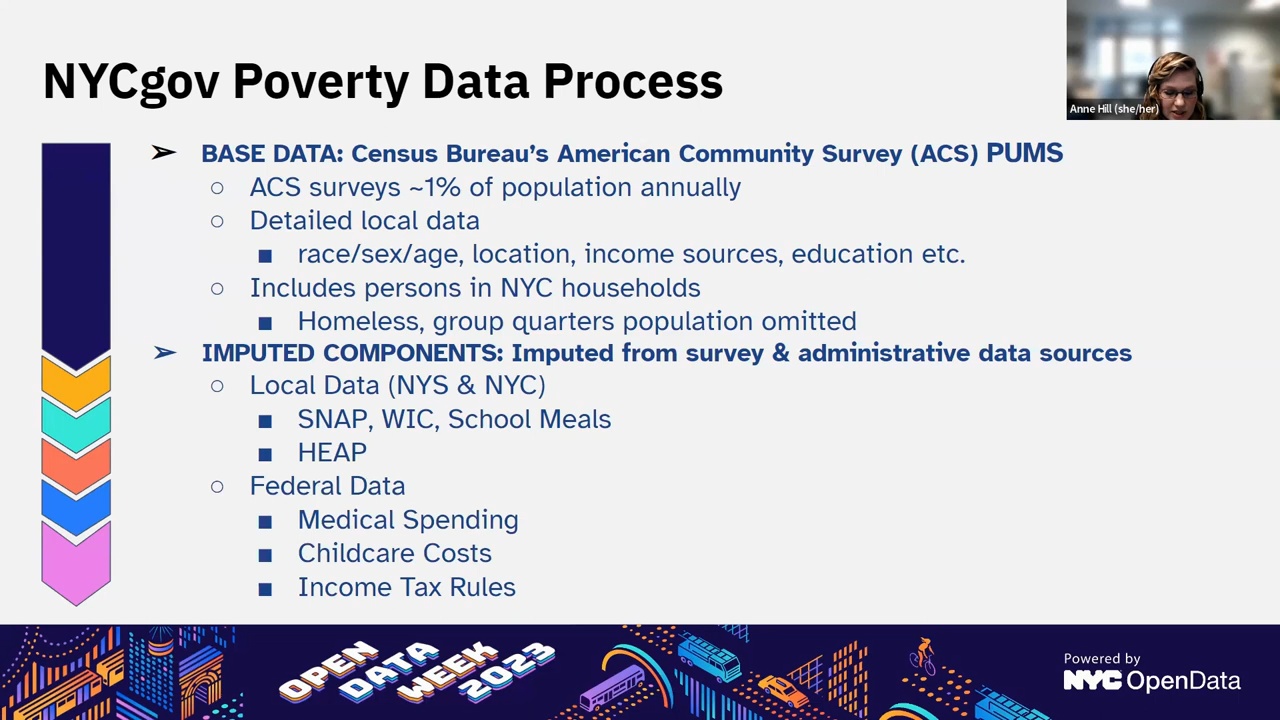 NYCgov Poverty Data Process
Anne Hill (she/her)
➢ BASE DATA: Census Bureau’s American Community Survey (ACS) PUMS
○ ACS surveys ~1% of population annually
○ Detailed local data
■ race/sex/age, location, income sources, education etc.
○ Includes persons in NYC households
■ Homeless, group quarters population omitted
➢ IMPUTED COMPONENTS: Imputed from survey & administrative data sources
○ Local Data (NYS & NYC)
■ SNAP, WIC, School Meals
■ HEAP
○ Federal Data
■ Medical Spending
■ Childcare Costs
■ Income Tax Rules
OPEN
DATA
WEEK
2023
Powered by
NYC OpenData